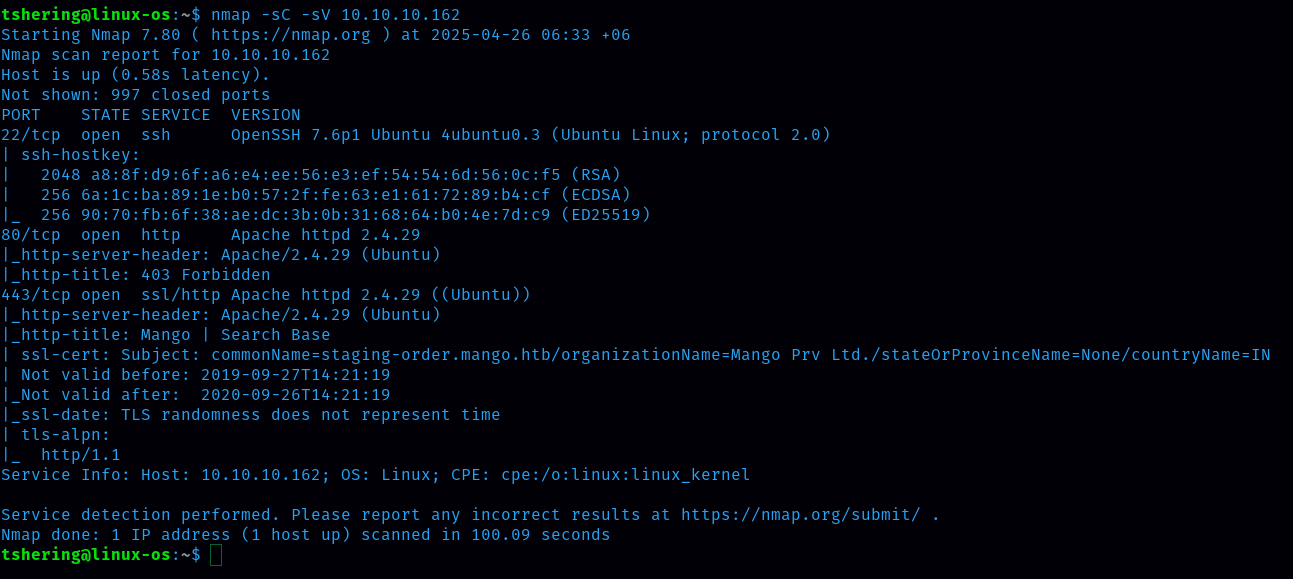 tshering@linux-os:~$ nmap -sC -sV 10.10.10.162
Starting Nmap 7.80 ( https://nmap.org ) at 2025-04-26 06:33 +06
Nmap scan report for 10.10.10.162
Host is up (0.58s latency).
Not shown: 997 closed ports
PORT    STATE SERVICE  VERSION
22/tcp  open  ssh      OpenSSH 7.6p1 Ubuntu 4ubuntu0.3 (Ubuntu Linux; protocol 2.0)
| ssh-hostkey:
|   2048 a8:8f:d9:6f:a6:e4:ee:56:e3:ef:54:54:6d:56:0c:f5 (RSA)
|   256 6a:1c:ba:89:1e:b0:57:2f:fe:63:e1:61:72:89:b4:cf (ECDSA)
|_  256 90:70:fb:6f:38:ae:dc:3b:0b:31:68:64:b0:4e:7d:c9 (ED25519)
80/tcp  open  http     Apache httpd 2.4.29
|_http-server-header: Apache/2.4.29 (Ubuntu)
|_http-title: 403 Forbidden
443/tcp open  ssl/http Apache httpd 2.4.29 ((Ubuntu))
|_http-server-header: Apache/2.4.29 (Ubuntu)
|_http-title: Mango | Search Base
| ssl-cert: Subject: commonName=staging-order.mango.htb/organizationName=Mango Prv Ltd./stateOrProvinceName=None/countryName=IN
| Not valid before: 2019-09-27T14:21:19
|_Not valid after:  2020-09-26T14:21:19
|_ssl-date: TLS randomness does not represent time
| tls-alpn:
|_  http/1.1
Service Info: Host: 10.10.10.162; OS: Linux; CPE: cpe:/o:linux:linux_kernel

Service detection performed. Please report any incorrect results at https://nmap.org/submit/ .
Nmap done: 1 IP address (1 host up) scanned in 100.09 seconds
tshering@linux-os:~$